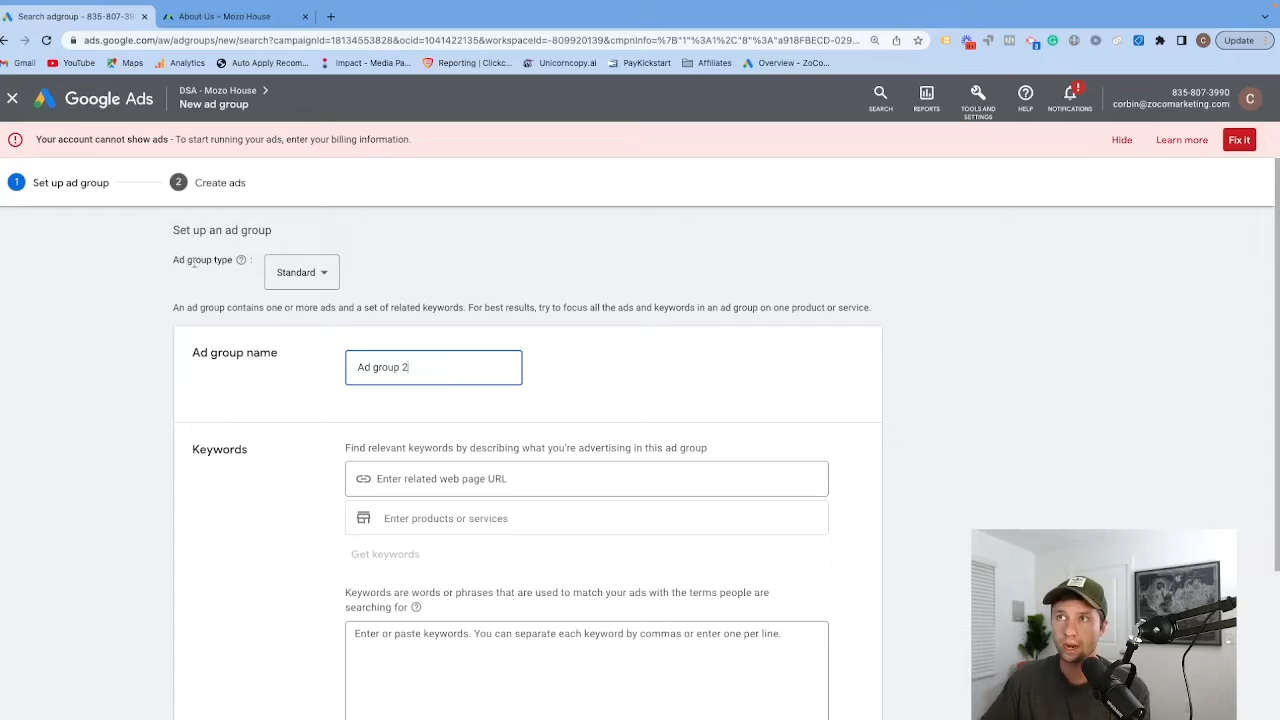 Search adgroup - 835-807-39
About Us – Mozo House
ads.google.com/aw/adgroups/new/search?campaignId=18134553828&ocid=1041422135&workspaceId=-809920139&cmpnInfo=%7B"1"%3A1%2C"8"%3A"a918FBECD-029...
Update
Gmail
YouTube
Maps
Analytics
Auto Apply Recom...
Impact - Media Pa...
Reporting | Clickc...
Unicorncopy.ai
PayKickstart
Affiliates
Overview – ZoCo...
Google Ads
DSA - Mozo House
New ad group
SEARCH
REPORTS
TOOLS AND SETTINGS
HELP
NOTIFICATIONS
835-807-3990
corbin@zocomarketing.com
C
Your account cannot show ads - To start running your ads, enter your billing information.
Hide
Learn more
Fix it
1 Set up ad group
2 Create ads
Set up an ad group
Ad group type :
Standard
An ad group contains one or more ads and a set of related keywords. For best results, try to focus all the ads and keywords in an ad group on one product or service.
Ad group name
Ad group 2
Keywords
Find relevant keywords by describing what you're advertising in this ad group
Enter related web page URL
Enter products or services
Get keywords
Keywords are words or phrases that are used to match your ads with the terms people are
searching for
Enter or paste keywords. You can separate each keyword by commas or enter one per line.